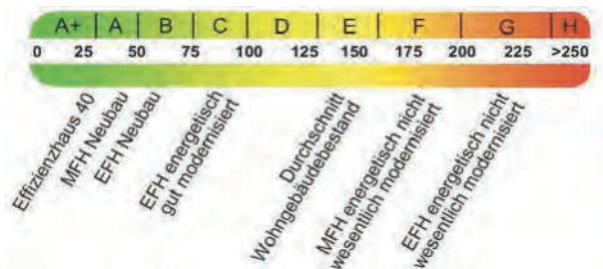 A+ A B C D E F G H
0 25 50 75 100 125 150 175 200 225 >250
Effizienzhaus 40
MFH Neubau
EFH Neubau
EFH energetisch
gut modernisiert
Durchschnitt
Wohngebäudebestand
MFH energetisch nicht
wesentlich modernisiert
EFH energetisch nicht
wesentlich modernisiert